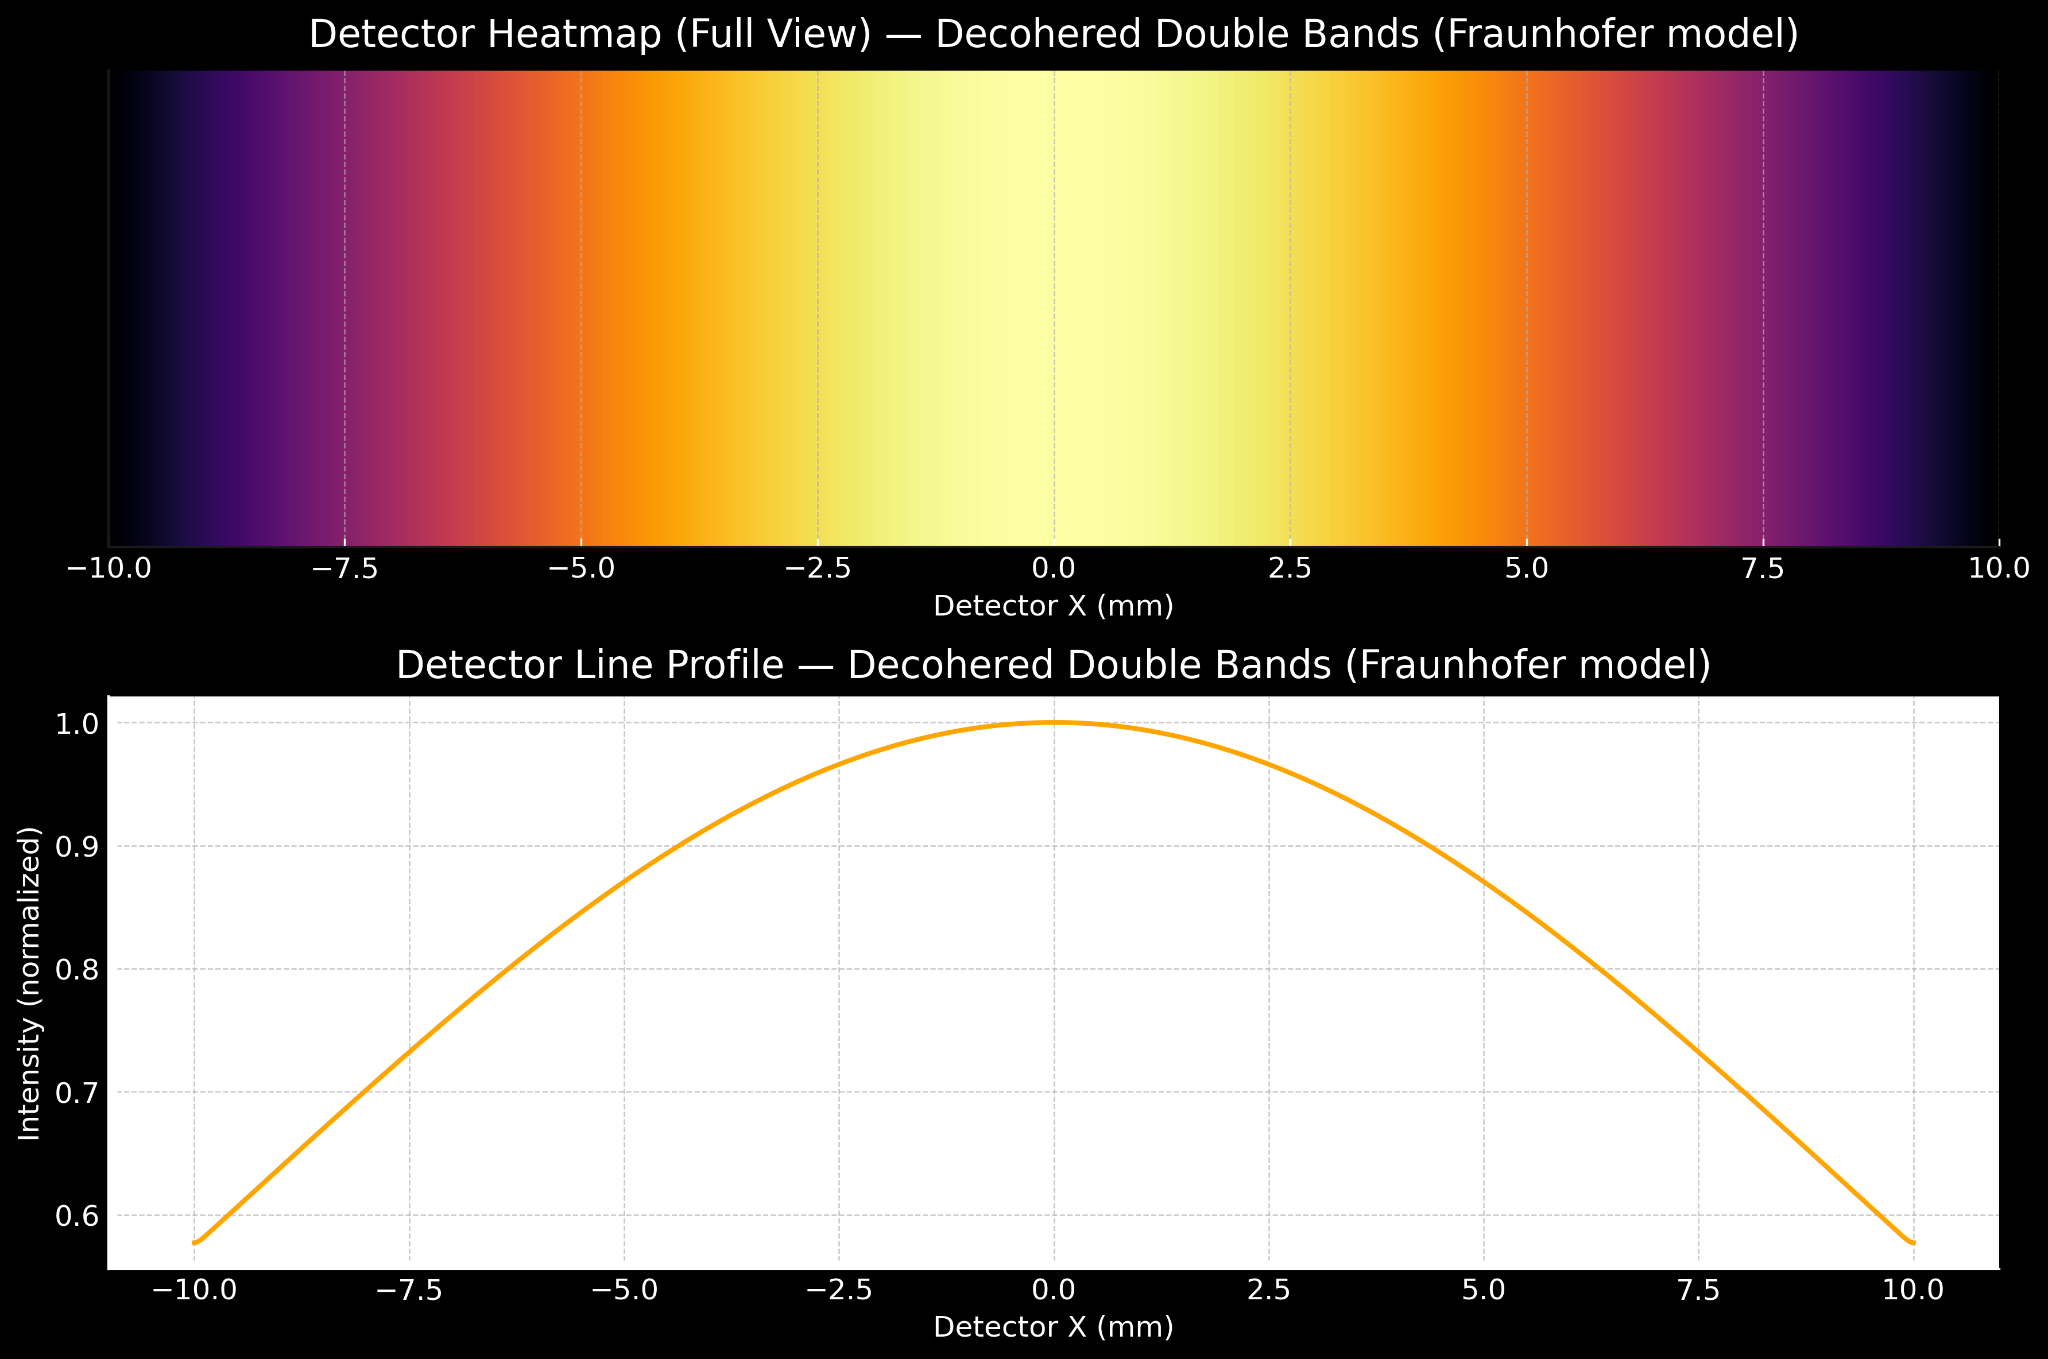 Detector Heatmap (Full View) — Decohered Double Bands (Fraunhofer model)
−10.0 −7.5 −5.0 −2.5 0.0 2.5 5.0 7.5 10.0
Detector X (mm)
Detector Line Profile — Decohered Double Bands (Fraunhofer model)
Intensity (normalized)
1.0
0.9
0.8
0.7
0.6
−10.0 −7.5 −5.0 −2.5 0.0 2.5 5.0 7.5 10.0
Detector X (mm)